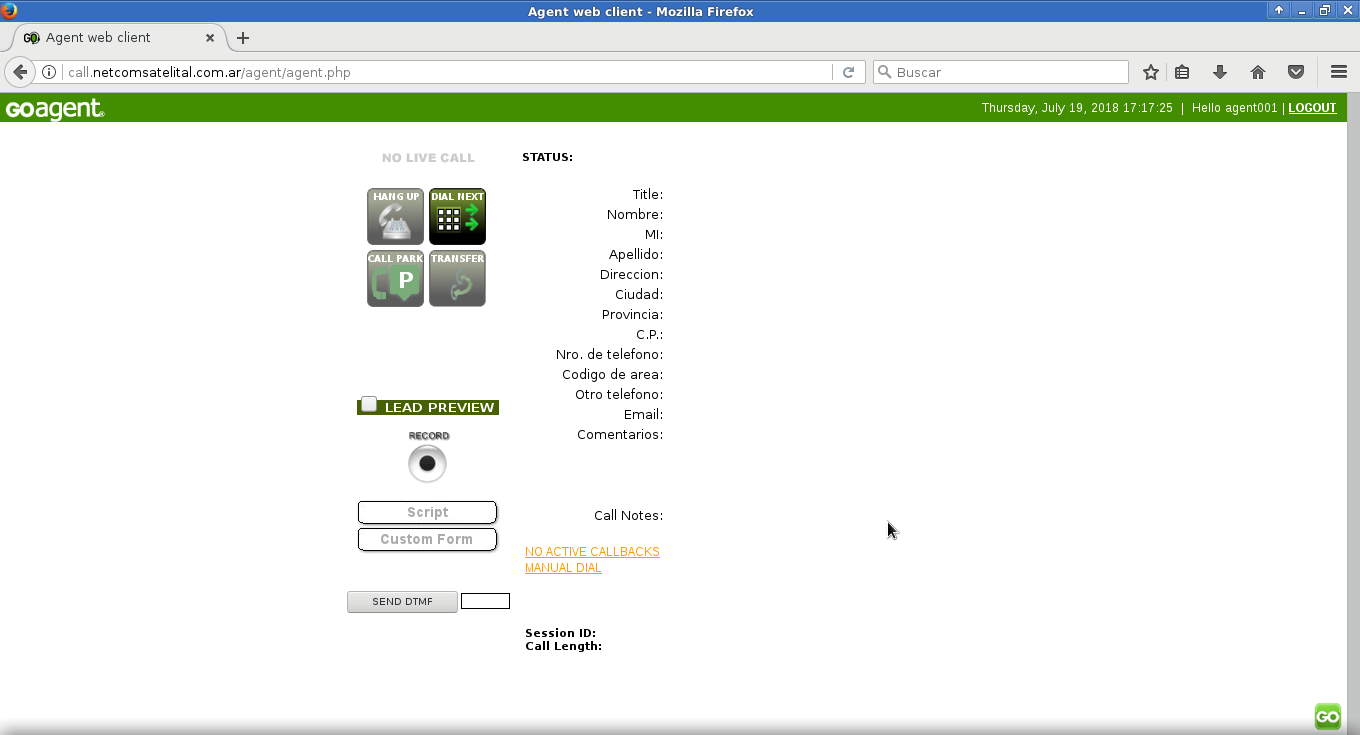 Agent web client - Mozilla Firefox
GO Agent web client
call.netcomsatelital.com.ar/agent/agent.php
Buscar
GOagent®
Thursday, July 19, 2018 17:17:25 | Hello agent001 | LOGOUT
NO LIVE CALL
STATUS:
HANG UP
DIAL NEXT
CALL PARK
P
TRANSFER
Title:
Nombre:
MI:
Apellido:
Direccion:
Ciudad:
Provincia:
C.P.:
Nro. de telefono:
Codigo de area:
Otro telefono:
Email:
Comentarios:
LEAD PREVIEW
RECORD
Script
Custom Form
Call Notes:
NO ACTIVE CALLBACKS
MANUAL DIAL
SEND DTMF
Session ID:
Call Length:
GO